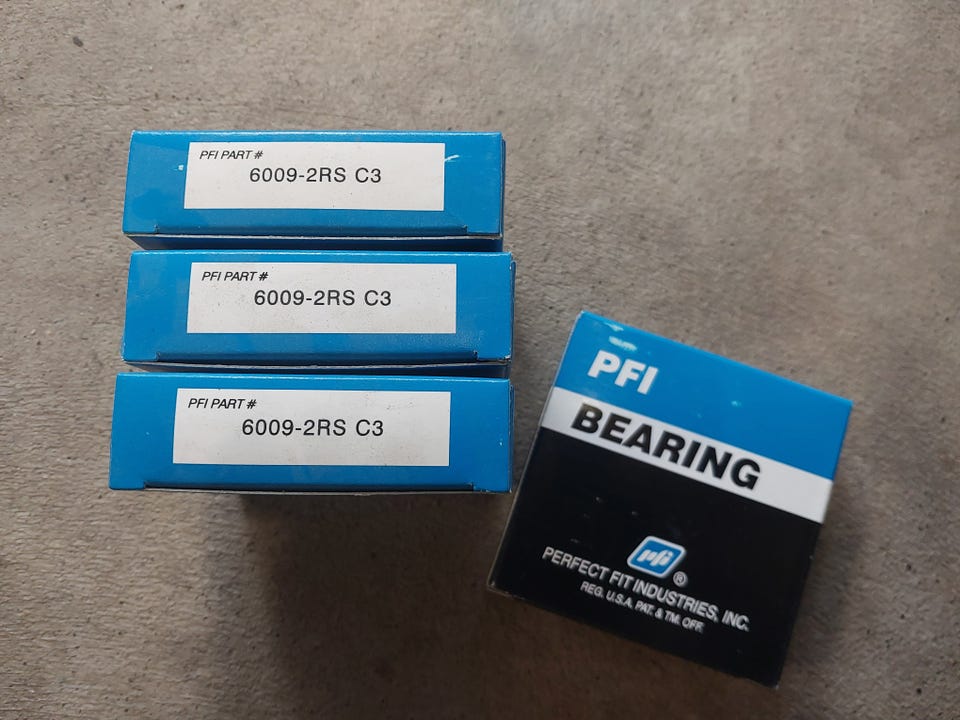 PFI PART #
6009-2RS C3
PFI PART #
6009-2RS C3
PFI PART #
6009-2RS C3
PFI
BEARING
pfi ®
PERFECT FIT INDUSTRIES, INC.
REG. U.S.A. PAT. & TM. OFF.